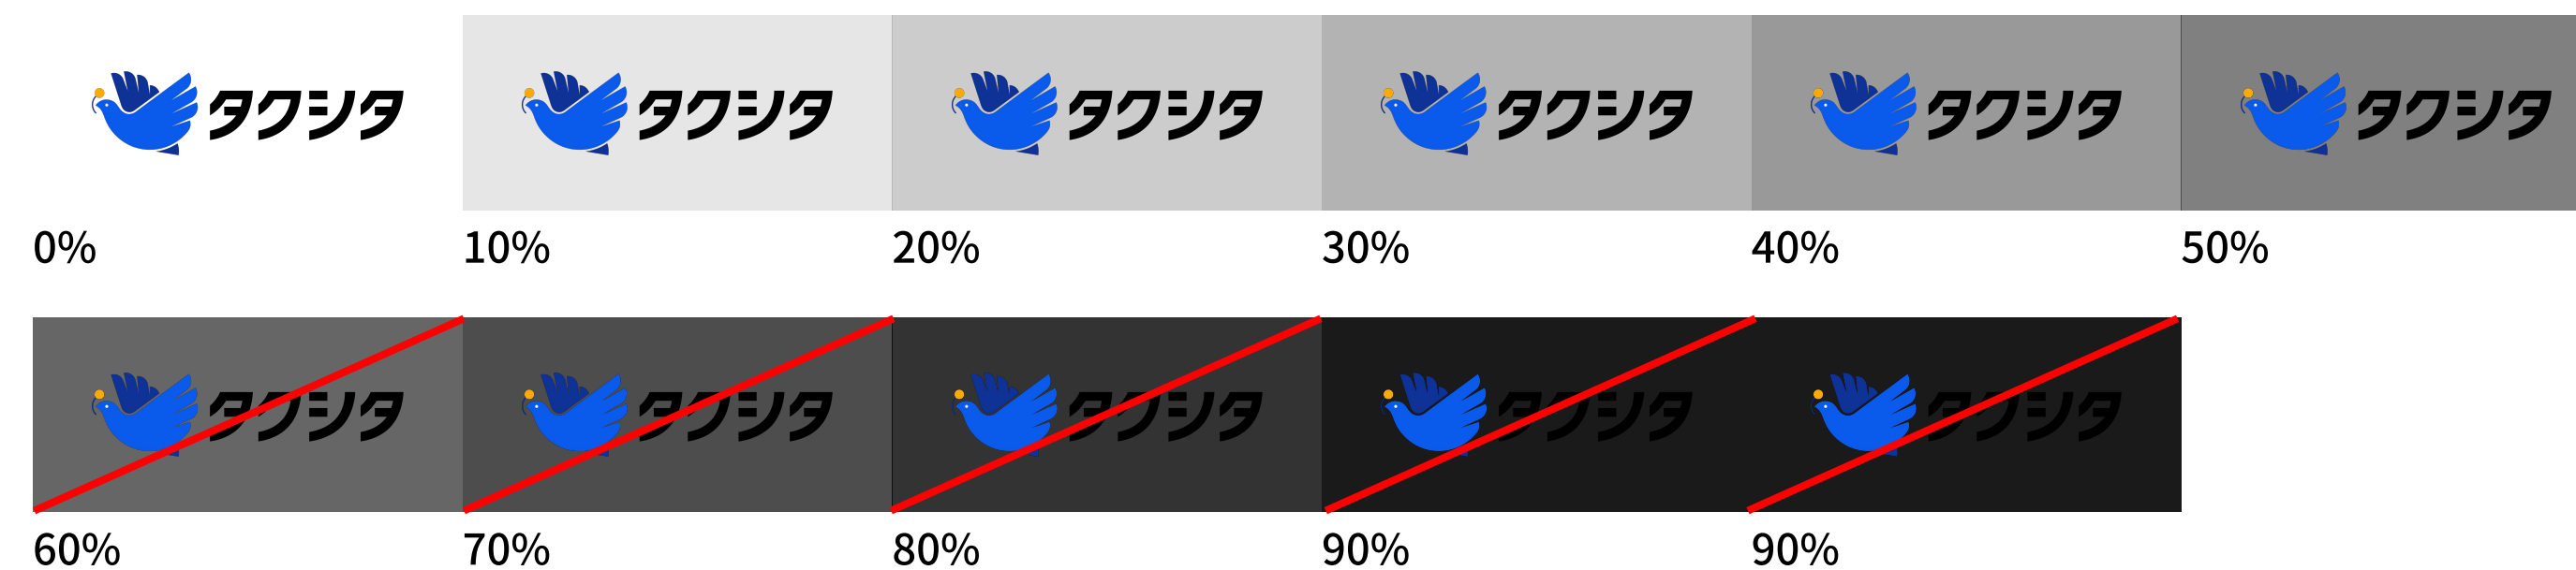 タクシタ タクシタ タクシタ タクシタ タクシタ タクシタ
0% 10% 20% 30% 40% 50%
タクシタ タクシタ タクシタ タクシタ タクシタ
60% 70% 80% 90% 90%